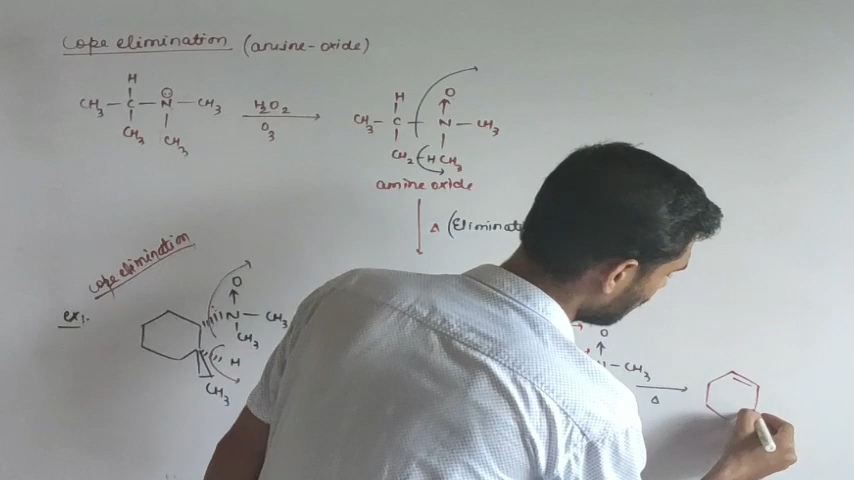 Cope elimination (amine-oxide)
H
CH3 - C - N - CH3
CH3
CH3
H2O2
O3
H O
CH3 - C - N - CH3
CH2 - H CH3
amine oxide
Δ (Eliminat
cope elimination
ex1.
O
N - CH3
CH3
H
CH3
O
- CH3
Δ